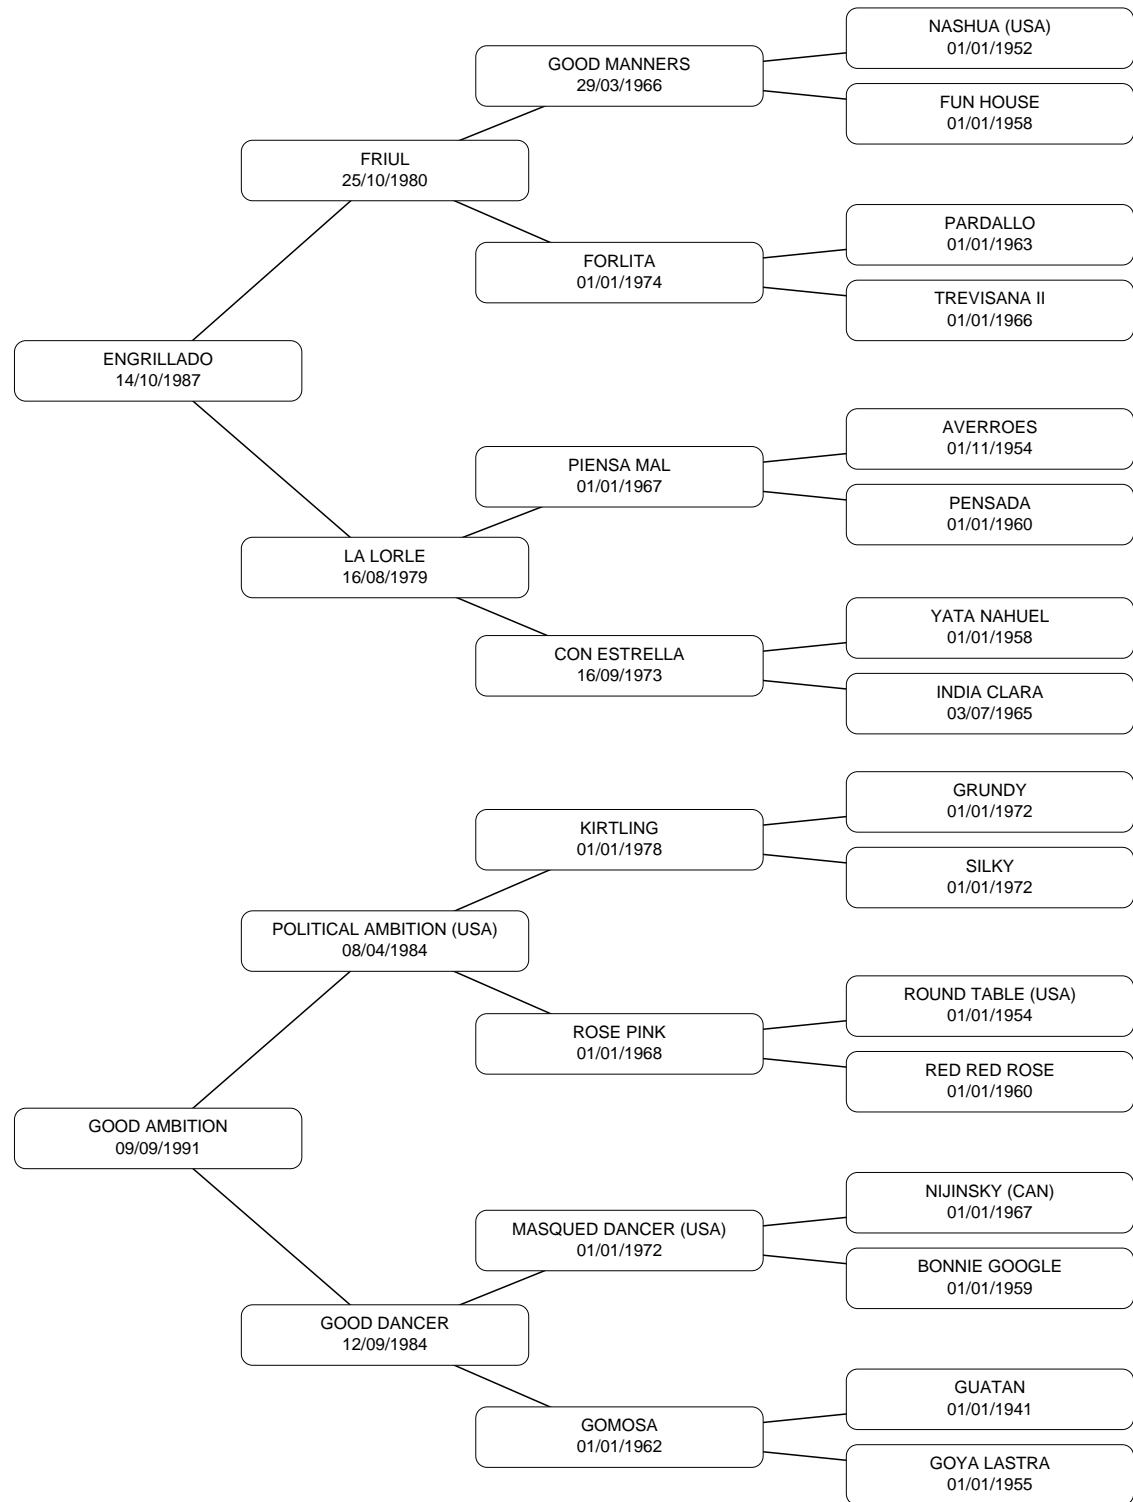 NASHUA (USA)
01/01/1952
GOOD MANNERS
29/03/1966
FUN HOUSE
01/01/1958
FRIUL
25/10/1980
PARDALLO
01/01/1963
FORLITA
01/01/1974
TREVISANA II
01/01/1966
ENGRILLADO
14/10/1987
AVERROES
01/11/1954
PIENSA MAL
01/01/1967
PENSADA
01/01/1960
LA LORLE
16/08/1979
YATA NAHUEL
01/01/1958
CON ESTRELLA
16/09/1973
INDIA CLARA
03/07/1965
GRUNDY
01/01/1972
KIRTLING
01/01/1978
SILKY
01/01/1972
POLITICAL AMBITION (USA)
08/04/1984
ROUND TABLE (USA)
01/01/1954
ROSE PINK
01/01/1968
RED RED ROSE
01/01/1960
GOOD AMBITION
09/09/1991
NIJINSKY (CAN)
01/01/1967
MASQUED DANCER (USA)
01/01/1972
BONNIE GOOGLE
01/01/1959
GOOD DANCER
12/09/1984
GUATAN
01/01/1941
GOMOSA
01/01/1962
GOYA LASTRA
01/01/1955